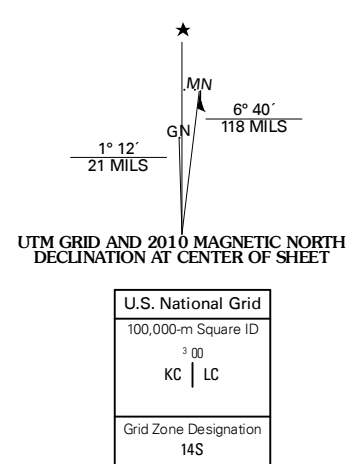 MN
6° 40´
118 MILS
GN
1° 12´
21 MILS
UTM GRID AND 2010 MAGNETIC NORTH
DECLINATION AT CENTER OF SHEET
U.S. National Grid
100,000-m Square ID
3 00
KC LC
Grid Zone Designation
14S